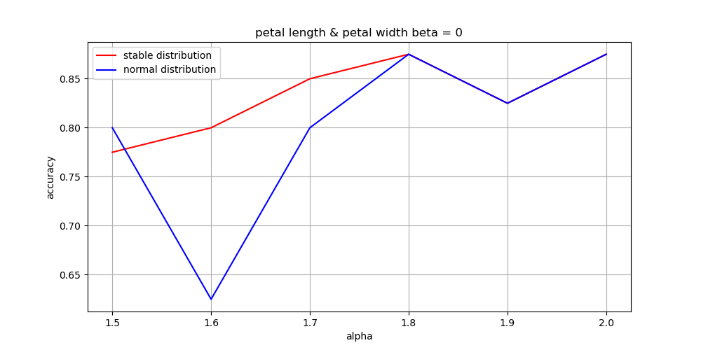 petal length & petal width beta = 0
stable distribution
normal distribution
0.85
0.80
0.75
0.70
0.65
accuracy
1.5 1.6 1.7 1.8 1.9 2.0
alpha